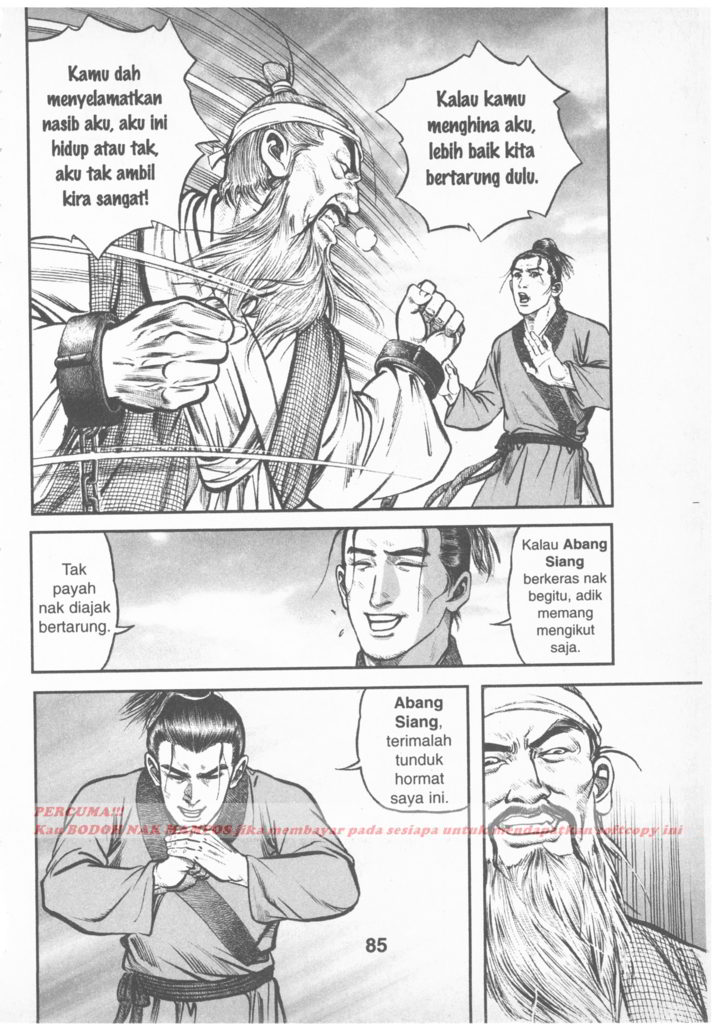 Kamu dah
menyelamatkan
nasib aku, aku ini
hidup atau tak,
aku tak ambil
kira sangat!
Kalau kamu
menghina aku,
lebih baik kita
bertarung dulu.
Tak
payah
nak diajak
bertarung.
Kalau Abang
Siang
berkeras nak
begitu, adik
memang
mengikut
saja.
Abang
Siang,
terimalah
tunduk
hormat
saya ini.
PERCUMA!!!
Kau BODOH NAK MAMPOS jika membayar pada sesiapa untuk mendapatkan softcopy ini
85